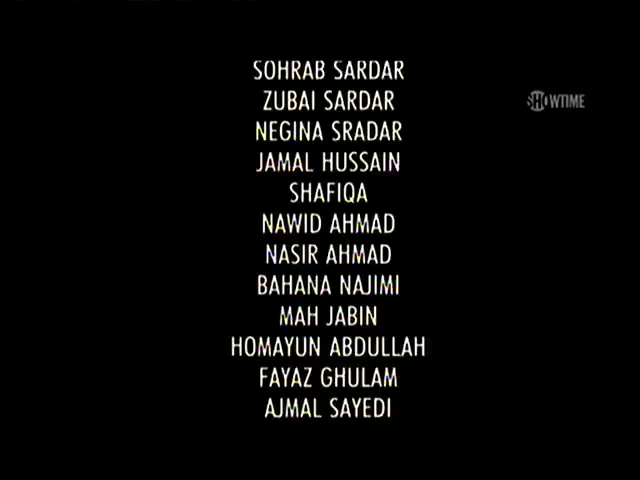 SOHRAB SARDAR
ZUBAI SARDAR
SHOWTIME
NEGINA SRADAR
JAMAL HUSSAIN
SHAFIQA
NAWID AHMAD
NASIR AHMAD
BAHANA NAJIMI
MAH JABIN
HOMAYUN ABDULLAH
FAYAZ GHULAM
AJMAL SAYEDI